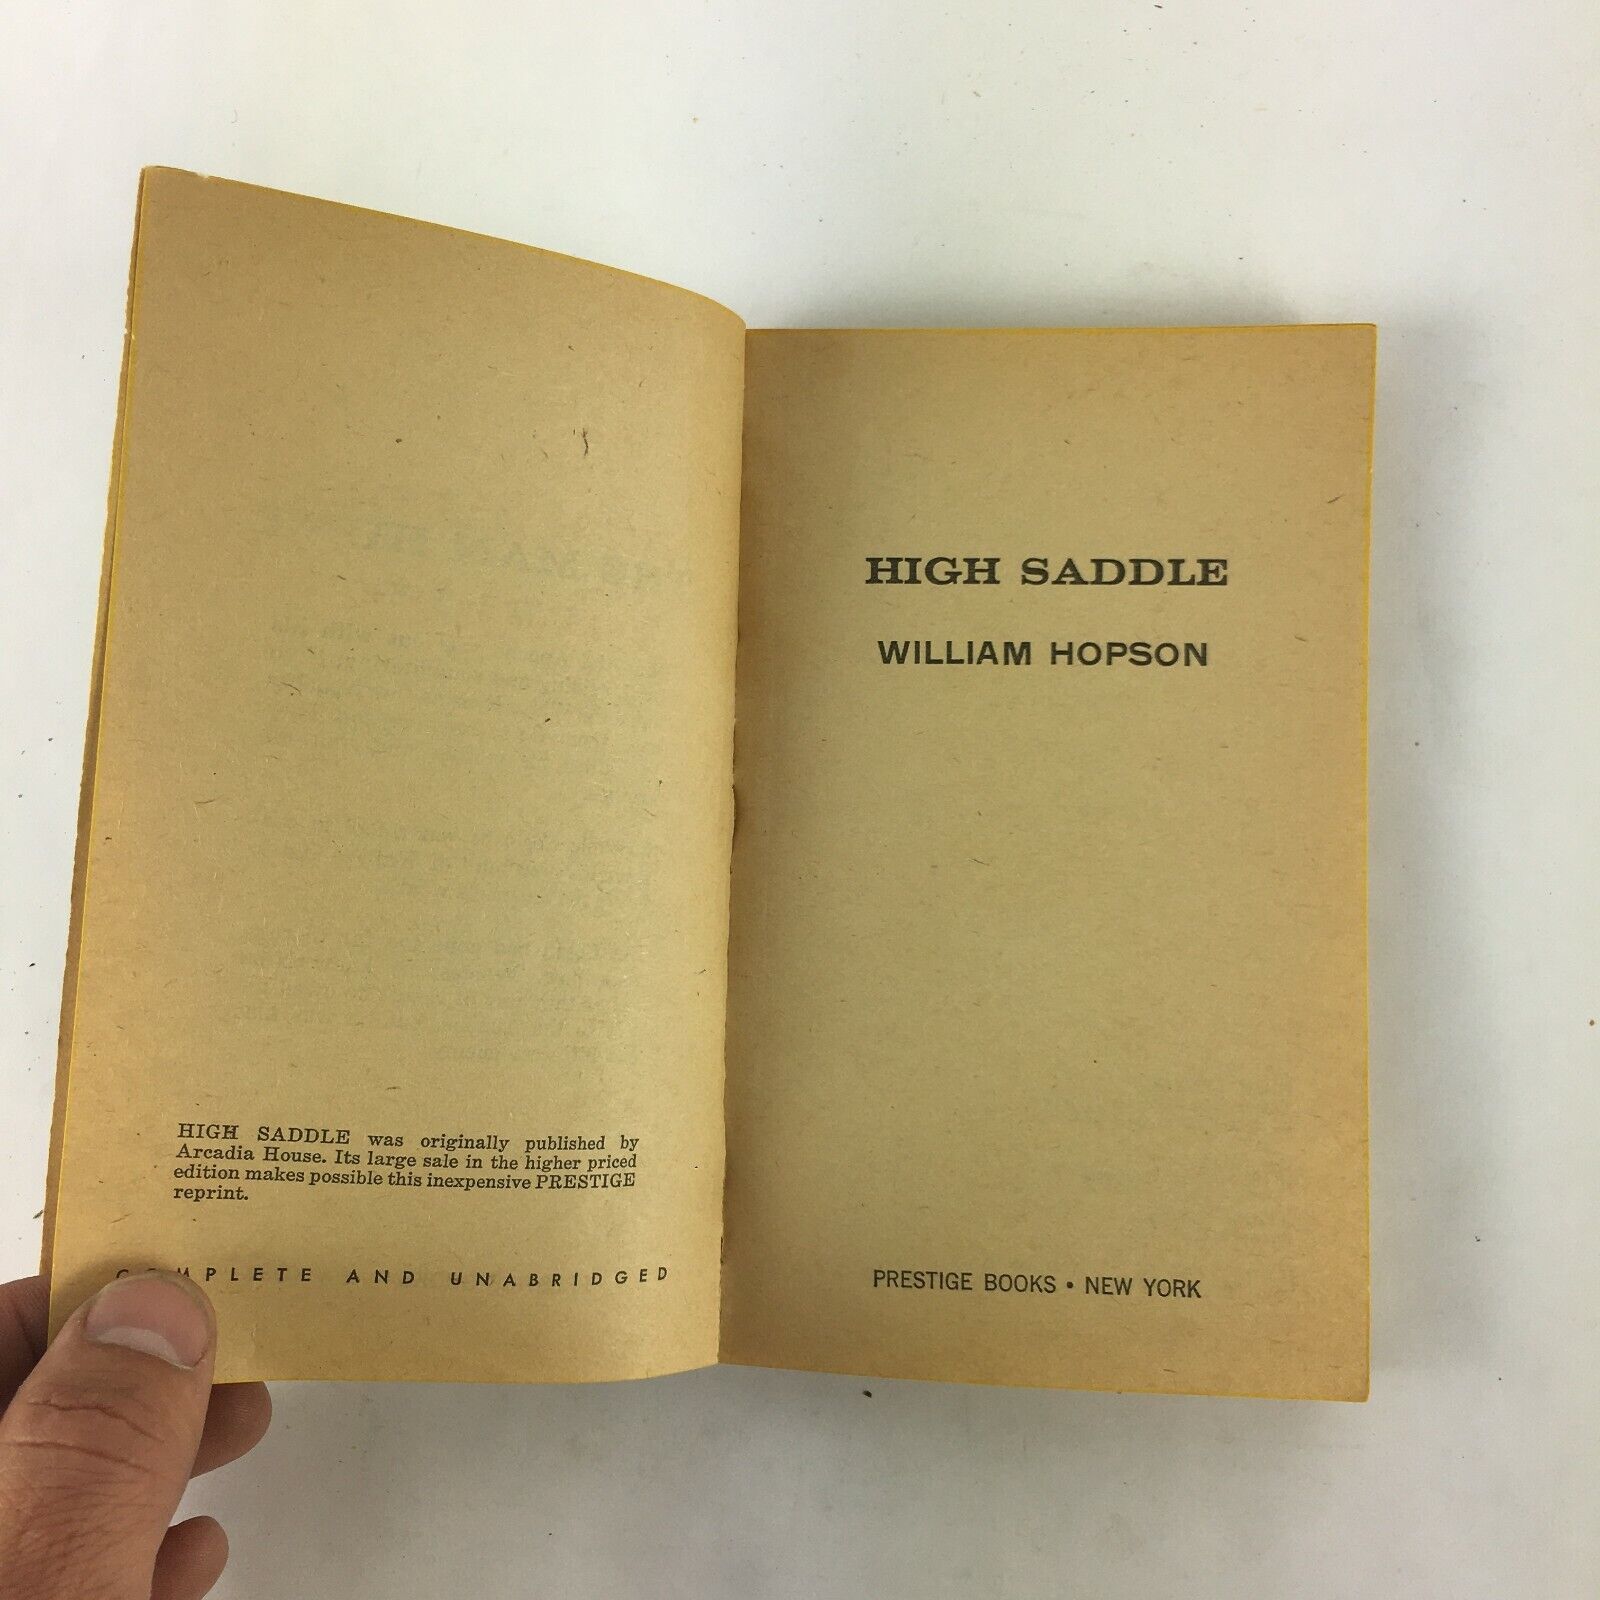 HIGH SADDLE was originally published by
Arcadia House. Its large sale in the higher priced
edition makes possible this inexpensive PRESTIGE
reprint.
COMPLETE AND UNABRIDGED
HIGH SADDLE
WILLIAM HOPSON
PRESTIGE BOOKS • NEW YORK